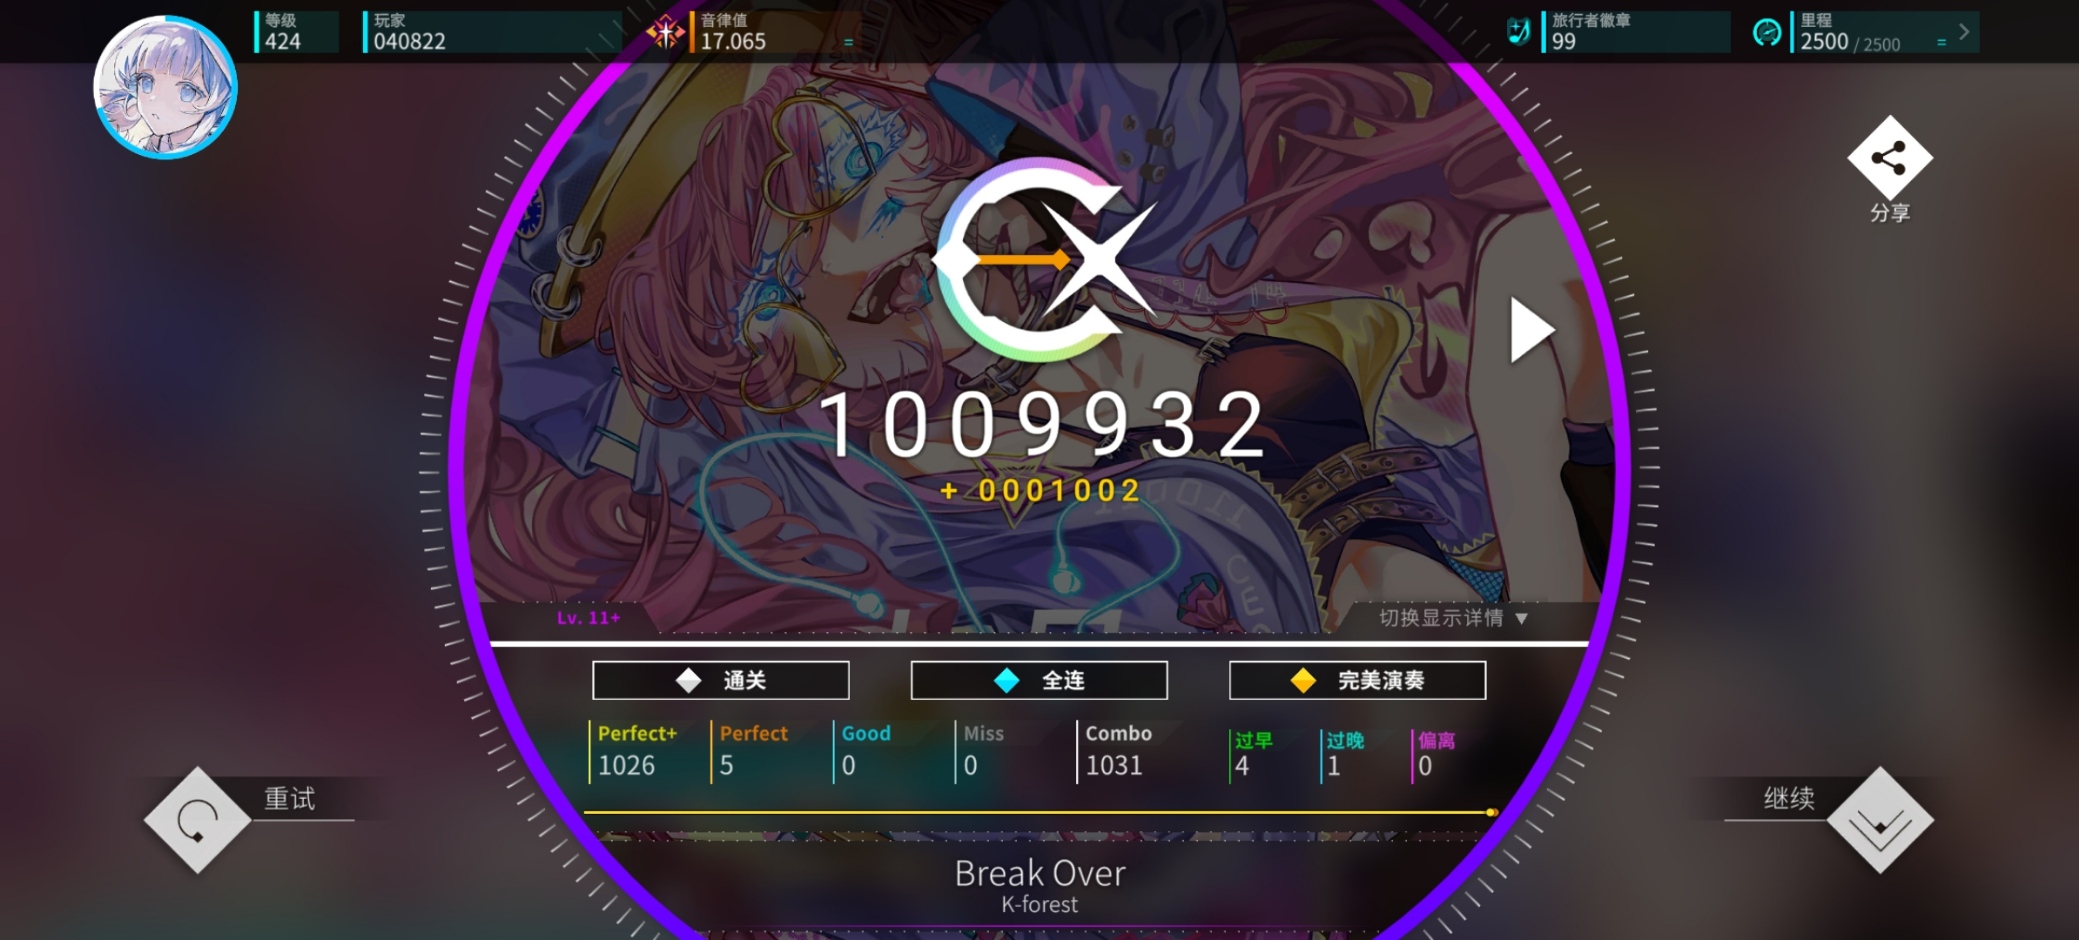 等级
424
玩家
040822
音律值
17.065
=
旅行者徽章
99
里程
2500 / 2500
=
分享
1009932
+ 0001002
Lv. 11+
切换显示详情 ▼
通关
全连
完美演奏
Perfect+
1026
Perfect
5
Good
0
Miss
0
Combo
1031
过早
4
过晚
1
偏离
0
重试
继续
Break Over
K-forest